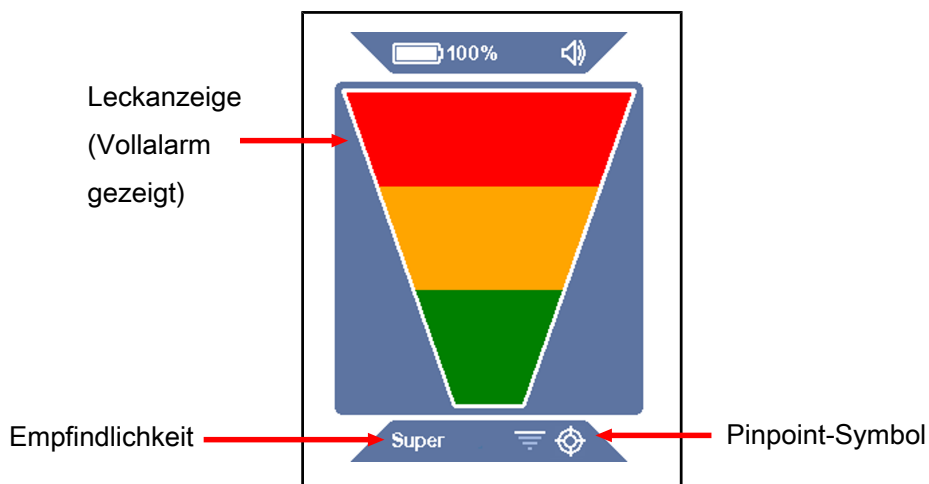 100%
Leckanzeige
(Vollalarm
gezeigt)
Empfindlichkeit
Super
Pinpoint-Symbol